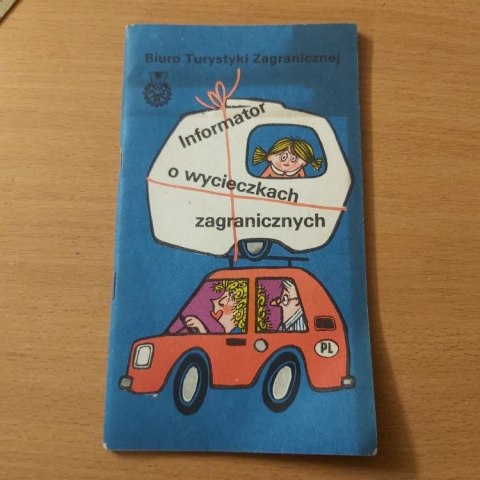 Biuro Turystyki Zagranicznej
Informator
o wycieczkach
zagranicznych
PL